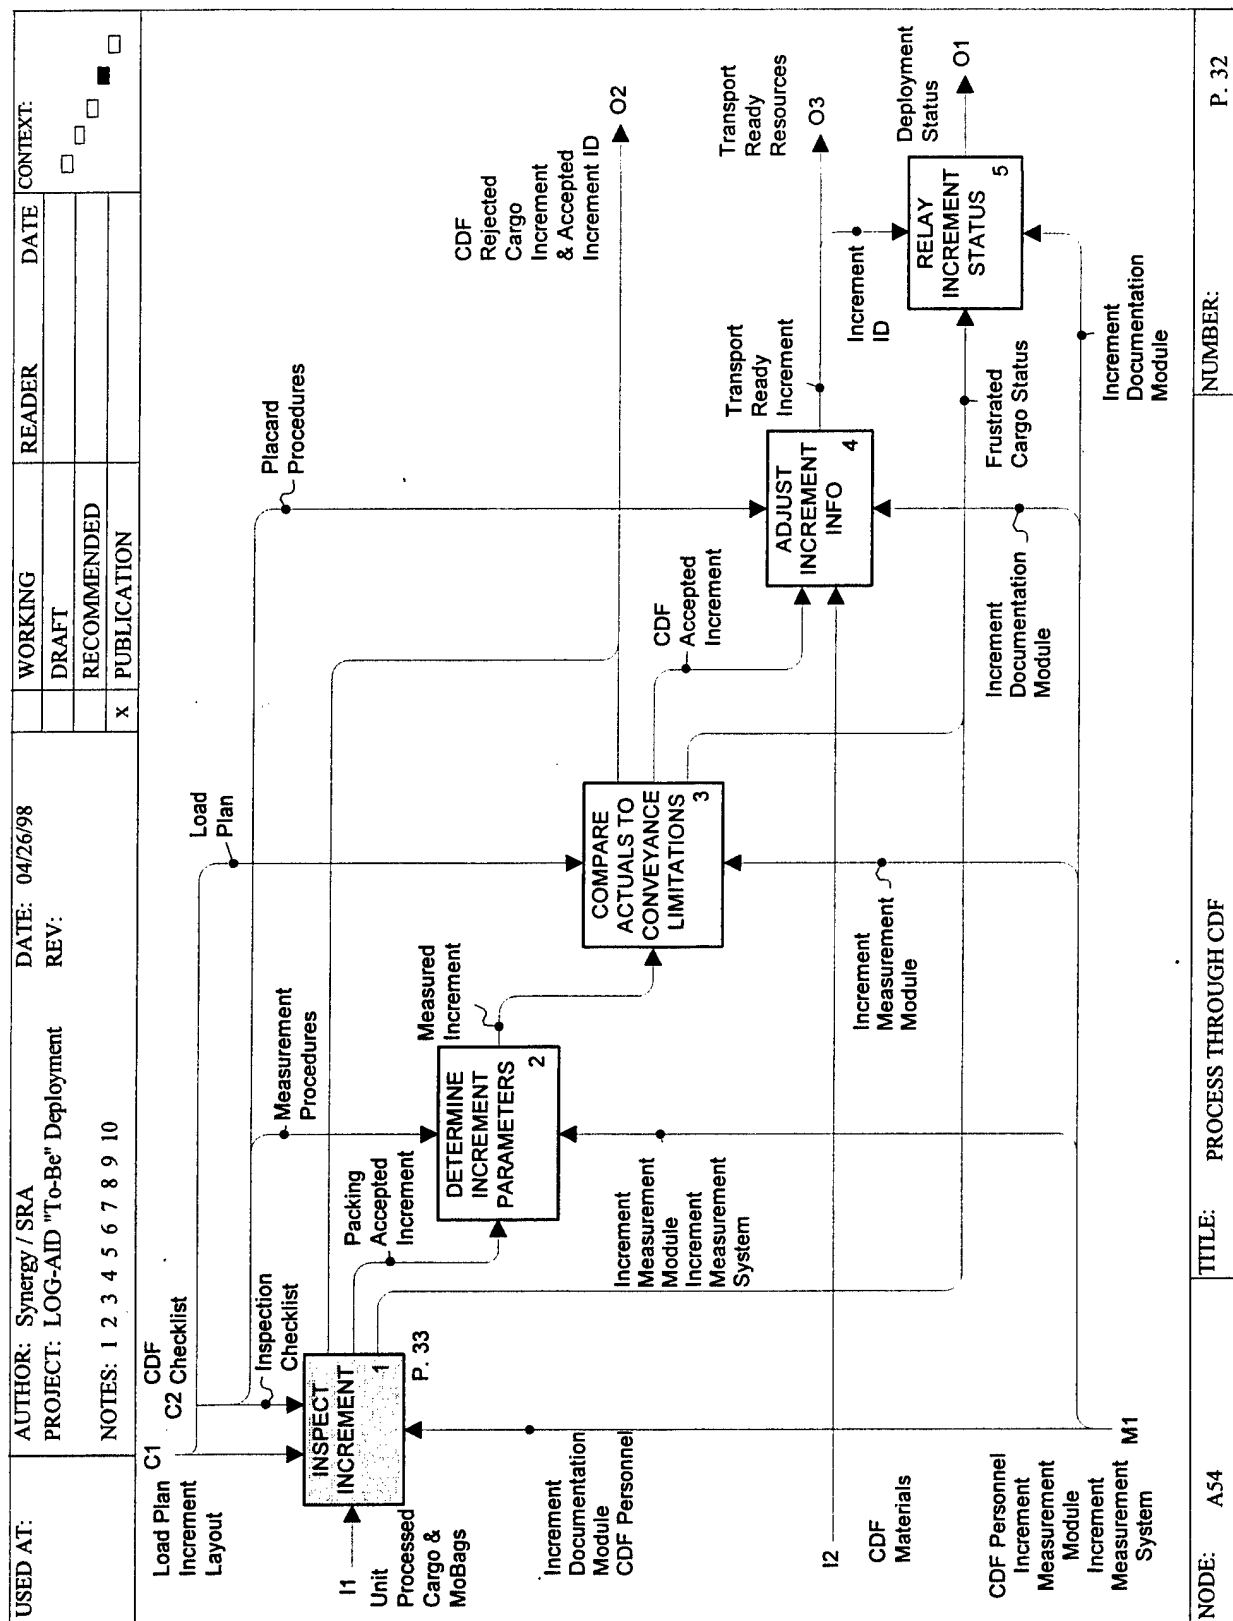 USED AT:
AUTHOR: Synergy / SRA
DATE: 04/26/98
PROJECT: LOG-AID "To-Be" Deployment
REV:
NOTES: 1 2 3 4 5 6 7 8 9 10
WORKING
DRAFT
RECOMMENDED
x PUBLICATION
READER
DATE
CONTEXT:
Load Plan
Increment
Layout
C1
CDF
C2 Checklist
Inspection
Checklist
Measurement
Procedures
Load
Plan
Placard
Procedures
I1
Unit
Processed
Cargo &
MoBags
INSPECT
INCREMENT
1
P. 33
Packing
Accepted
Increment
DETERMINE
INCREMENT
PARAMETERS
2
Measured
Increment
COMPARE
ACTUALS TO
CONVEYANCE
LIMITATIONS
3
CDF
Accepted
Increment
CDF
Rejected
Cargo
Increment
& Accepted
Increment ID
O2
ADJUST
INCREMENT
INFO
4
Transport
Ready
Increment
Transport
Ready
Resources
O3
Increment
ID
RELAY
INCREMENT
STATUS
5
Deployment
Status
O1
Frustrated
Cargo Status
Increment
Documentation
Module
CDF Personnel
Increment
Measurement
Module
Increment
Measurement
System
Increment
Measurement
Module
Increment
Documentation
Module
Increment
Documentation
Module
I2
CDF
Materials
CDF Personnel
Increment
Measurement
Module
Increment
Measurement
System
M1
NODE:
A54
TITLE:
PROCESS THROUGH CDF
NUMBER:
P. 32